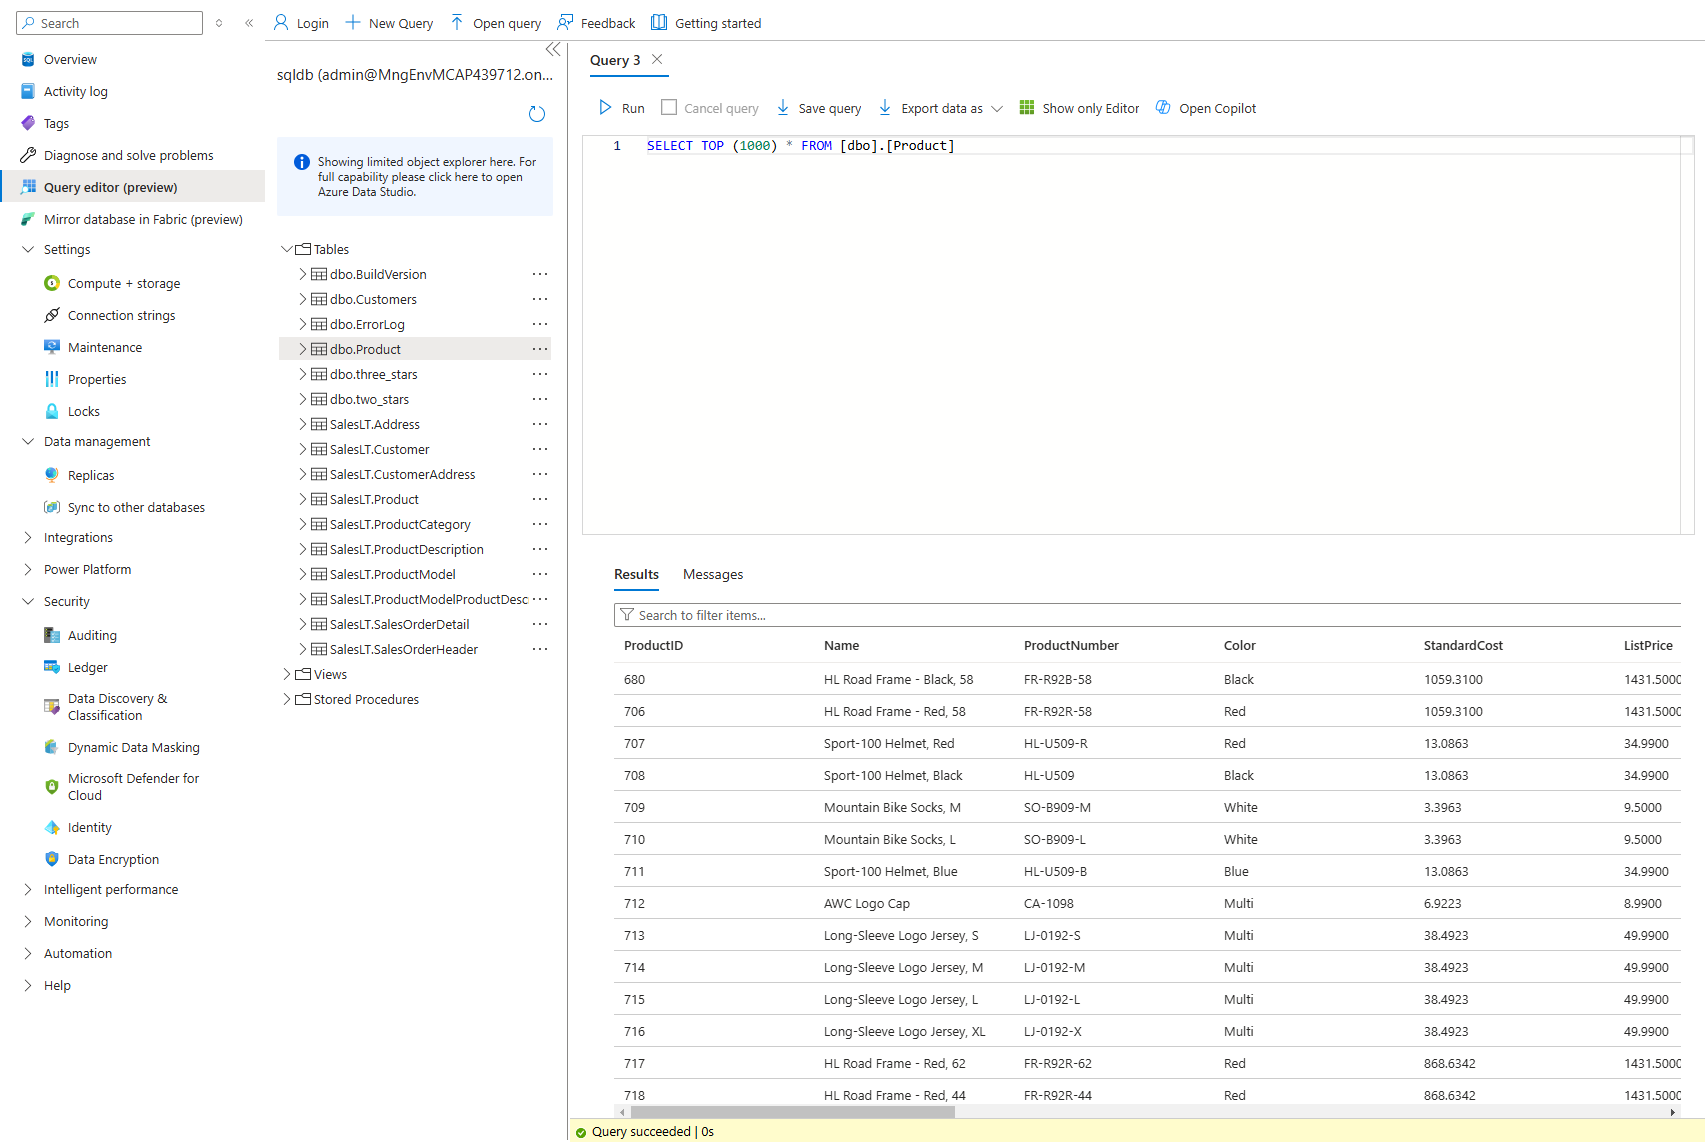 Search
Login
New Query
Open query
Feedback
Getting started
Overview
Activity log
Tags
Diagnose and solve problems
Query editor (preview)
Mirror database in Fabric (preview)
Settings
Compute + storage
Connection strings
Maintenance
Properties
Locks
Data management
Replicas
Sync to other databases
Integrations
Power Platform
Security
Auditing
Ledger
Data Discovery &
Classification
Dynamic Data Masking
Microsoft Defender for
Cloud
Identity
Data Encryption
Intelligent performance
Monitoring
Automation
Help
sqldb (admin@MngEnvMCAP439712.on...
Showing limited object explorer here. For
full capability please click here to open
Azure Data Studio.
Tables
dbo.BuildVersion ...
dbo.Customers ...
dbo.ErrorLog ...
dbo.Product ...
dbo.three_stars ...
dbo.two_stars ...
SalesLT.Address ...
SalesLT.Customer ...
SalesLT.CustomerAddress ...
SalesLT.Product ...
SalesLT.ProductCategory ...
SalesLT.ProductDescription ...
SalesLT.ProductModel ...
SalesLT.ProductModelProductDesc ...
SalesLT.SalesOrderDetail ...
SalesLT.SalesOrderHeader ...
Views
Stored Procedures
Query 3
Run Cancel query Save query Export data as Show only Editor Open Copilot
1 SELECT TOP (1000) * FROM [dbo].[Product]
Results Messages
Search to filter items...
ProductID Name ProductNumber Color StandardCost ListPrice
680 HL Road Frame - Black, 58 FR-R92B-58 Black 1059.3100 1431.5000
706 HL Road Frame - Red, 58 FR-R92R-58 Red 1059.3100 1431.5000
707 Sport-100 Helmet, Red HL-U509-R Red 13.0863 34.9900
708 Sport-100 Helmet, Black HL-U509 Black 13.0863 34.9900
709 Mountain Bike Socks, M SO-B909-M White 3.3963 9.5000
710 Mountain Bike Socks, L SO-B909-L White 3.3963 9.5000
711 Sport-100 Helmet, Blue HL-U509-B Blue 13.0863 34.9900
712 AWC Logo Cap CA-1098 Multi 6.9223 8.9900
713 Long-Sleeve Logo Jersey, S LJ-0192-S Multi 38.4923 49.9900
714 Long-Sleeve Logo Jersey, M LJ-0192-M Multi 38.4923 49.9900
715 Long-Sleeve Logo Jersey, L LJ-0192-L Multi 38.4923 49.9900
716 Long-Sleeve Logo Jersey, XL LJ-0192-X Multi 38.4923 49.9900
717 HL Road Frame - Red, 62 FR-R92R-62 Red 868.6342 1431.5000
718 HL Road Frame - Red, 44 FR-R92R-44 Red 868.6342 1431.5000
Query succeeded | 0s